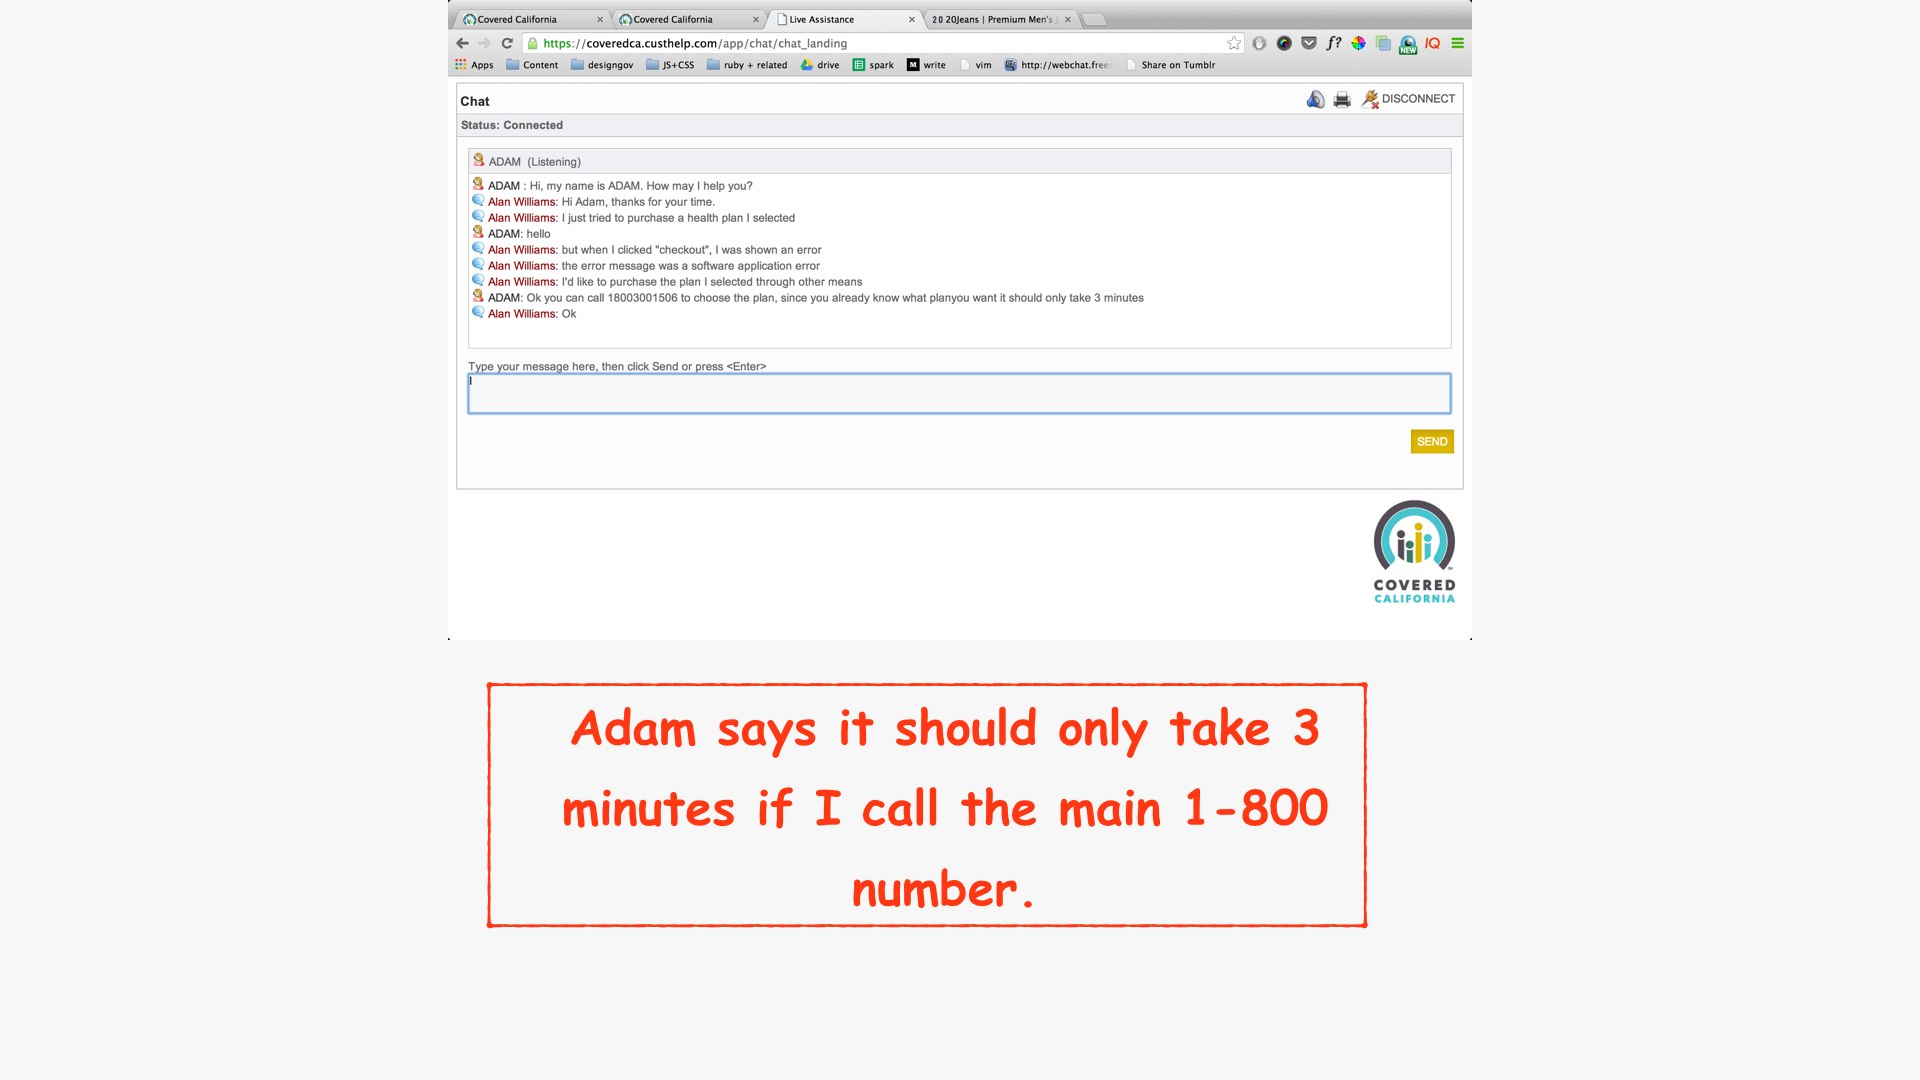 Covered California
Covered California
Live Assistance
20 20Jeans | Premium Men's
https://coveredca.custhelp.com/app/chat/chat_landing
f?
NEW
IQ
Apps
Content
designgov
JS+CSS
ruby + related
drive
spark
M
write
vim
http://webchat.free
Share on Tumblr
Chat
DISCONNECT
Status: Connected
ADAM (Listening)
ADAM : Hi, my name is ADAM. How may I help you?
Alan Williams: Hi Adam, thanks for your time.
Alan Williams: I just tried to purchase a health plan I selected
ADAM: hello
Alan Williams: but when I clicked "checkout", I was shown an error
Alan Williams: the error message was a software application error
Alan Williams: I'd like to purchase the plan I selected through other means
ADAM: Ok you can call 18003001506 to choose the plan, since you already know what planyou want it should only take 3 minutes
Alan Williams: Ok
Type your message here, then click Send or press <Enter>
SEND
COVERED
CALIFORNIA
Adam says it should only take 3
minutes if I call the main 1-800
number.